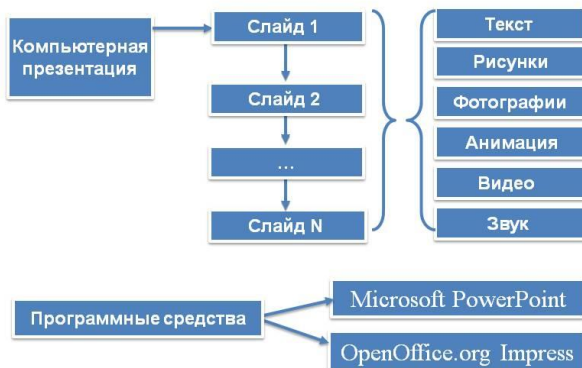 Компьютерная
презентация
Слайд 1
Слайд 2
...
Слайд N
Текст
Рисунки
Фотографии
Анимация
Видео
Звук
Программные средства
Microsoft PowerPoint
OpenOffice.org Impress